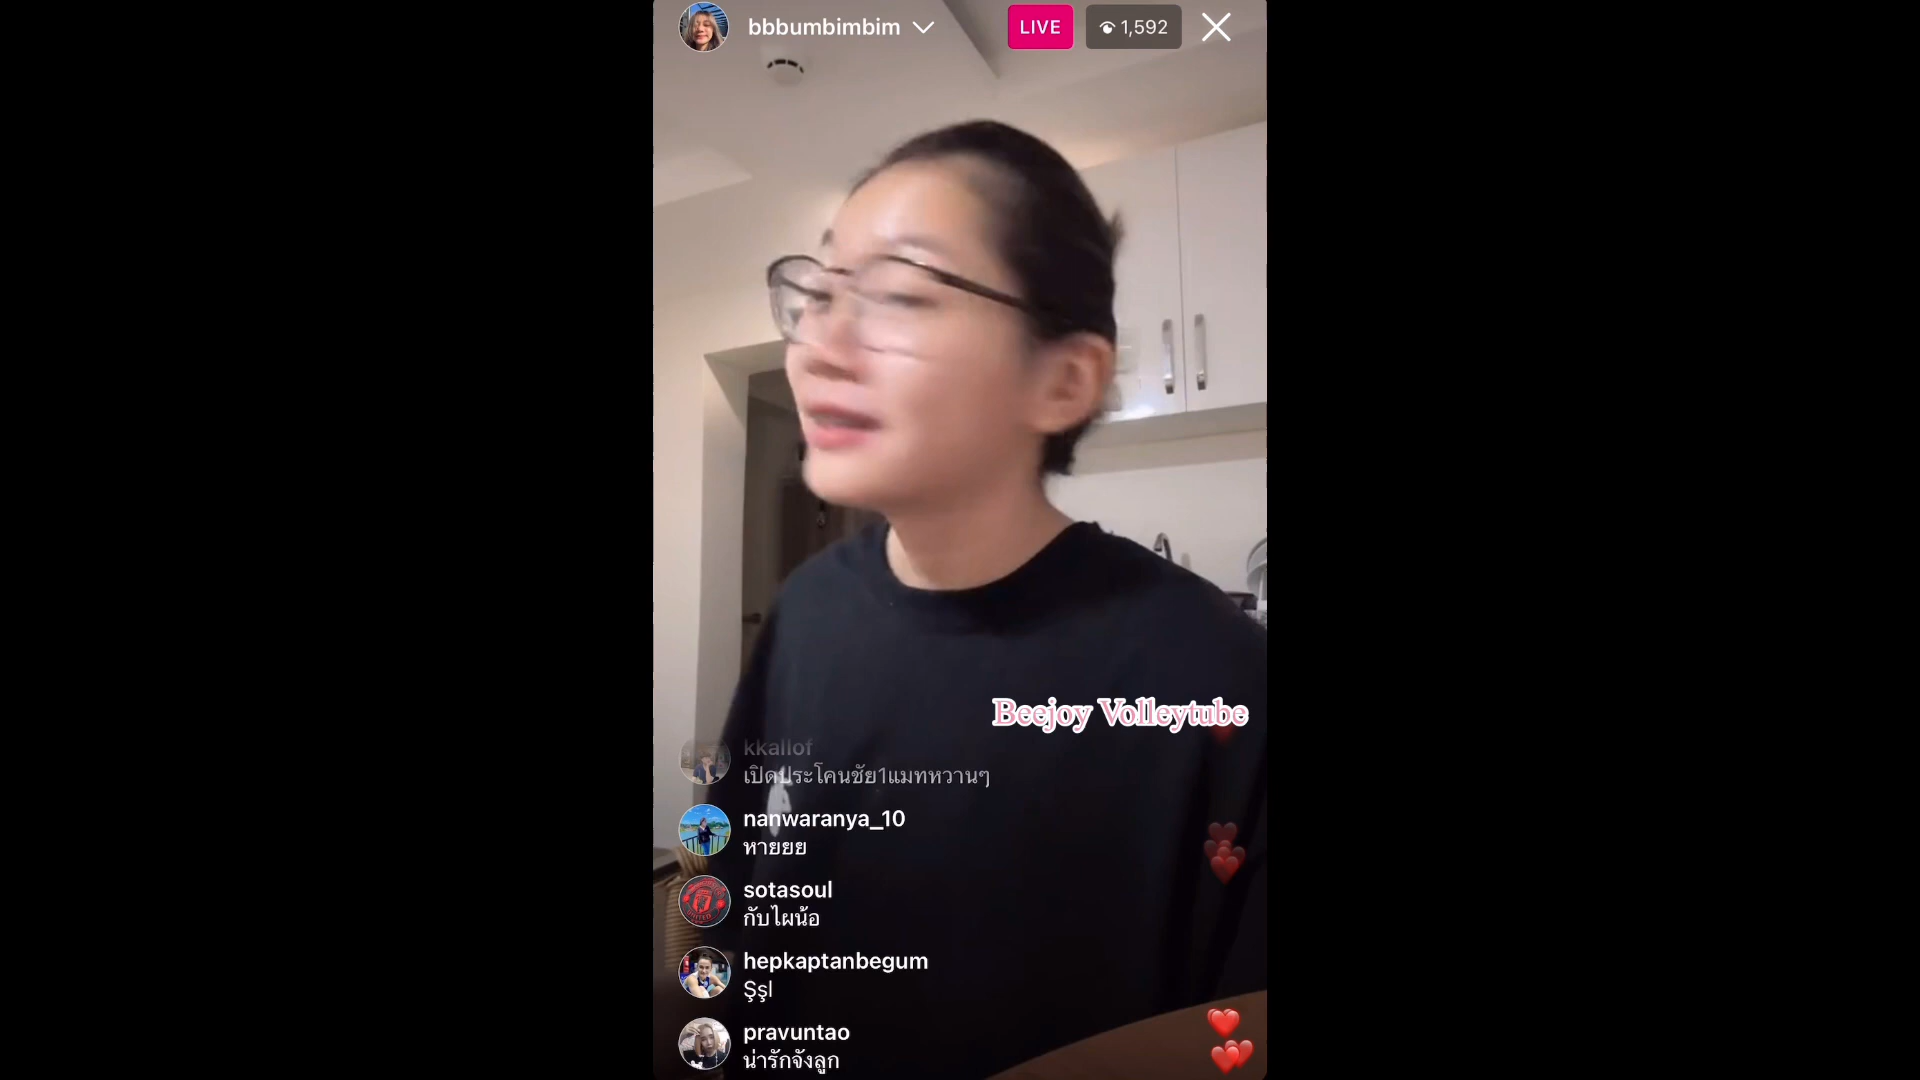 bbbumbimbim
LIVE
1,592
Beejoy Volleytube
kkallof
เปิดประโคนชัย1แมทหวานๆ
nanwaranya_10
หายยย
sotasoul
กับไผน้อ
hepkaptanbegum
Şşl
pravuntao
น่ารักจังลูก